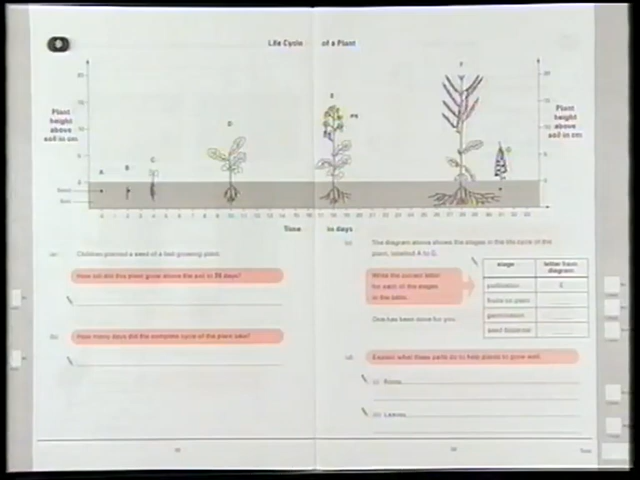 Life Cycle of a Plant
Plant
height
above
soil in cm
Plant
height
above
soil in cm
A
B
C
D
E
F
Time in days
Children planted a seed of a fast growing plant.
How tall did this plant grow above the soil in days?
How many days did the complete cycle of the plant take?
The diagram above shows the stages in the life cycle of the
plant, labelled A to G.
Write the correct letter
for each of the stages
in the table.
One has been done for you.
stage letter from
diagram
pollination E
fruits on plant
germination
seed dispersal
Explain what these parts do to help plants to grow well.
(i) Roots
(ii) Leaves